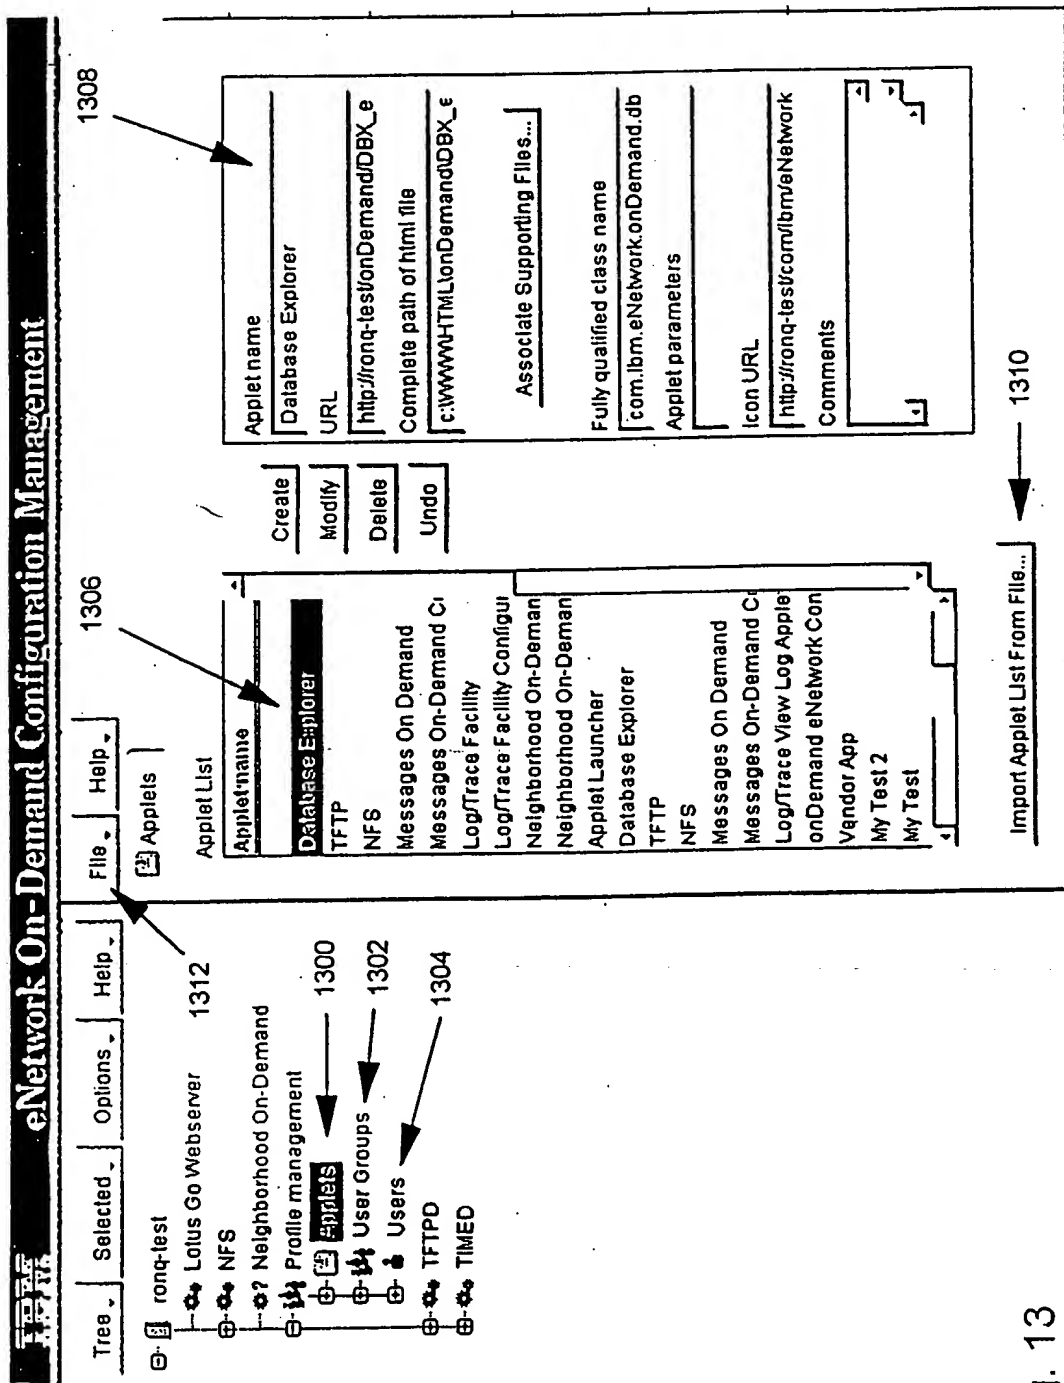 IBM
eNetwork On-Demand Configuration Management
Tree
Selected
Options
Help
ronq-test
Lotus Go Webserver
NFS
? Neighborhood On-Demand
Profile management
Applets
User Groups
Users
TFTPD
TIMED
1312
1300
1302
1304
File
Help
Applets
1306
Applet List
Applet name
Database Explorer
TFTP
NFS
Messages On Demand
Messages On-Demand
Log/Trace Facility
Log/Trace Facility Configur
Neighborhood On-Deman
Neighborhood On-Deman
Applet Launcher
Database Explorer
TFTP
NFS
Messages On Demand
Messages On-Demand
Log/Trace View Log Apple
onDemand eNetwork Con
Vendor App
My Test 2
My Test
Import Applet List From File...
1310
Create
Modify
Delete
Undo
1308
Applet name
Database Explorer
URL
http://ronq-test/onDemand/DBX_e
Complete path of html file
c:\WWW\HTML\onDemand\DBX_e
Associate Supporting Files...
Fully qualified class name
com.ibm.eNetwork.onDemand.db
Applet parameters
Icon URL
http://ronq-test/com/ibm/eNetwork
Comments
13